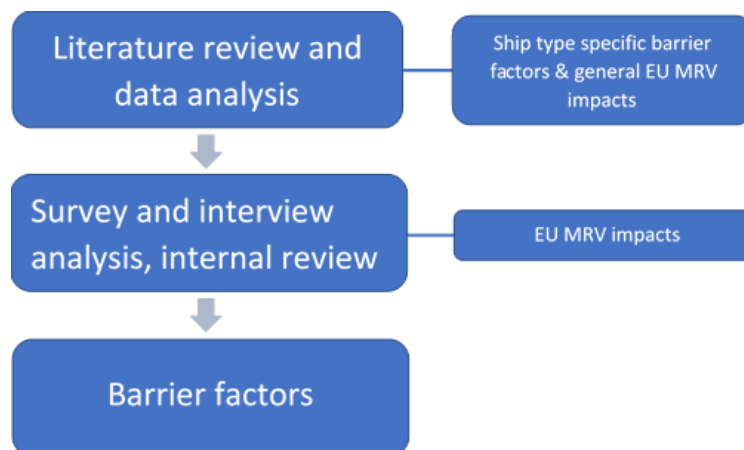 Literature review and
data analysis
Ship type specific barrier
factors & general EU MRV
impacts
Survey and interview
analysis, internal review
EU MRV impacts
Barrier factors